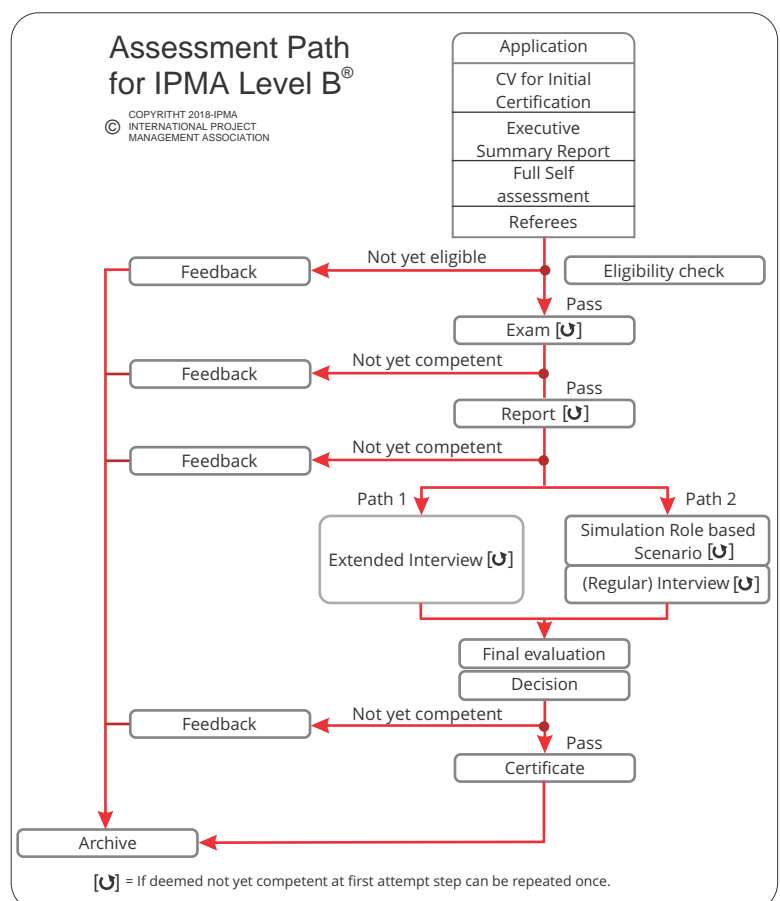 Assessment Path
for IPMA Level B®
© COPYRITHT 2018-IPMA
INTERNATIONAL PROJECT
MANAGEMENT ASSOCIATION
Application
CV for Initial
Certification
Executive
Summary Report
Full Self
assessment
Referees
Not yet eligible
Feedback
Eligibility check
Pass
Exam [↺]
Not yet competent
Feedback
Pass
Report [↺]
Not yet competent
Feedback
Path 1
Path 2
Extended Interview [↺]
Simulation Role based
Scenario [↺]
(Regular) Interview [↺]
Final evaluation
Decision
Not yet competent
Feedback
Pass
Certificate
Archive
[↺] = If deemed not yet competent at first attempt step can be repeated once.